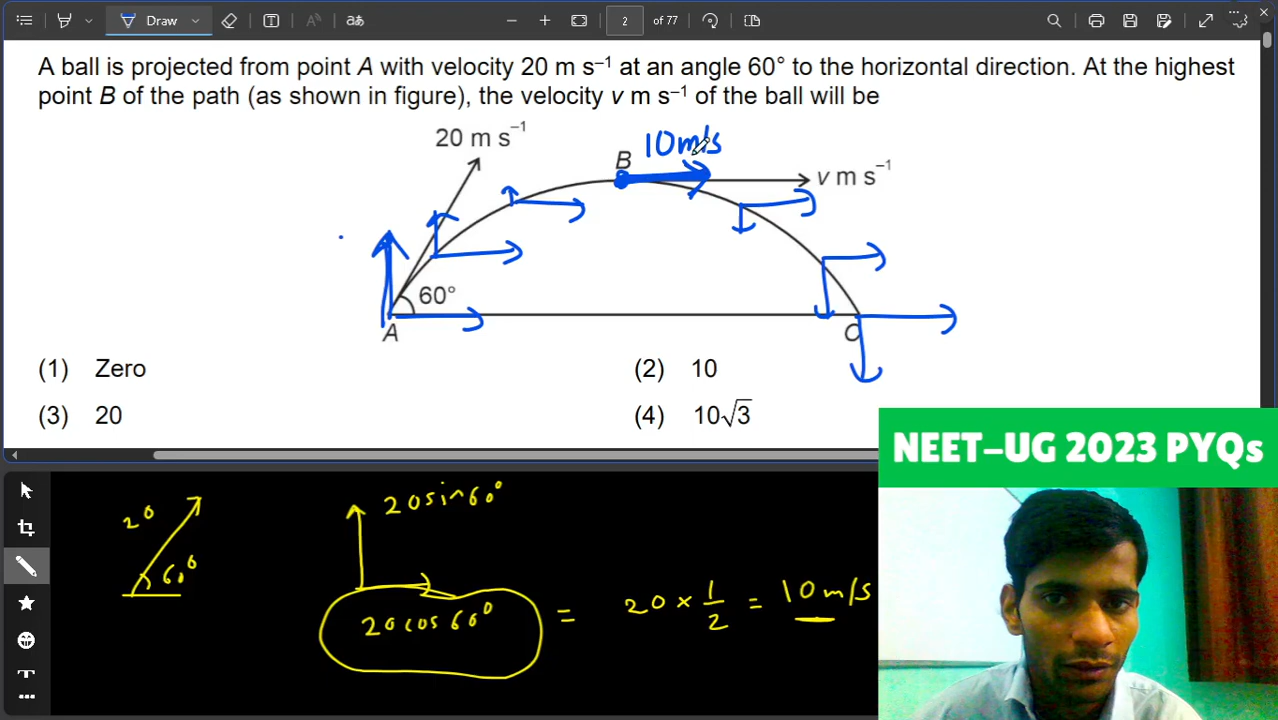 Draw
2 of 77
A ball is projected from point A with velocity 20 m s⁻¹ at an angle 60° to the horizontal direction. At the highest
point B of the path (as shown in figure), the velocity v m s⁻¹ of the ball will be
20 m s⁻¹
10m/s
B
v m s⁻¹
60°
A
C
(1) Zero
(2) 10
(3) 20
(4) 10√3
NEET–UG 2023 PYQs
20
60°
20sin60°
20cos60° = 20 × 1/2 = 10m/s